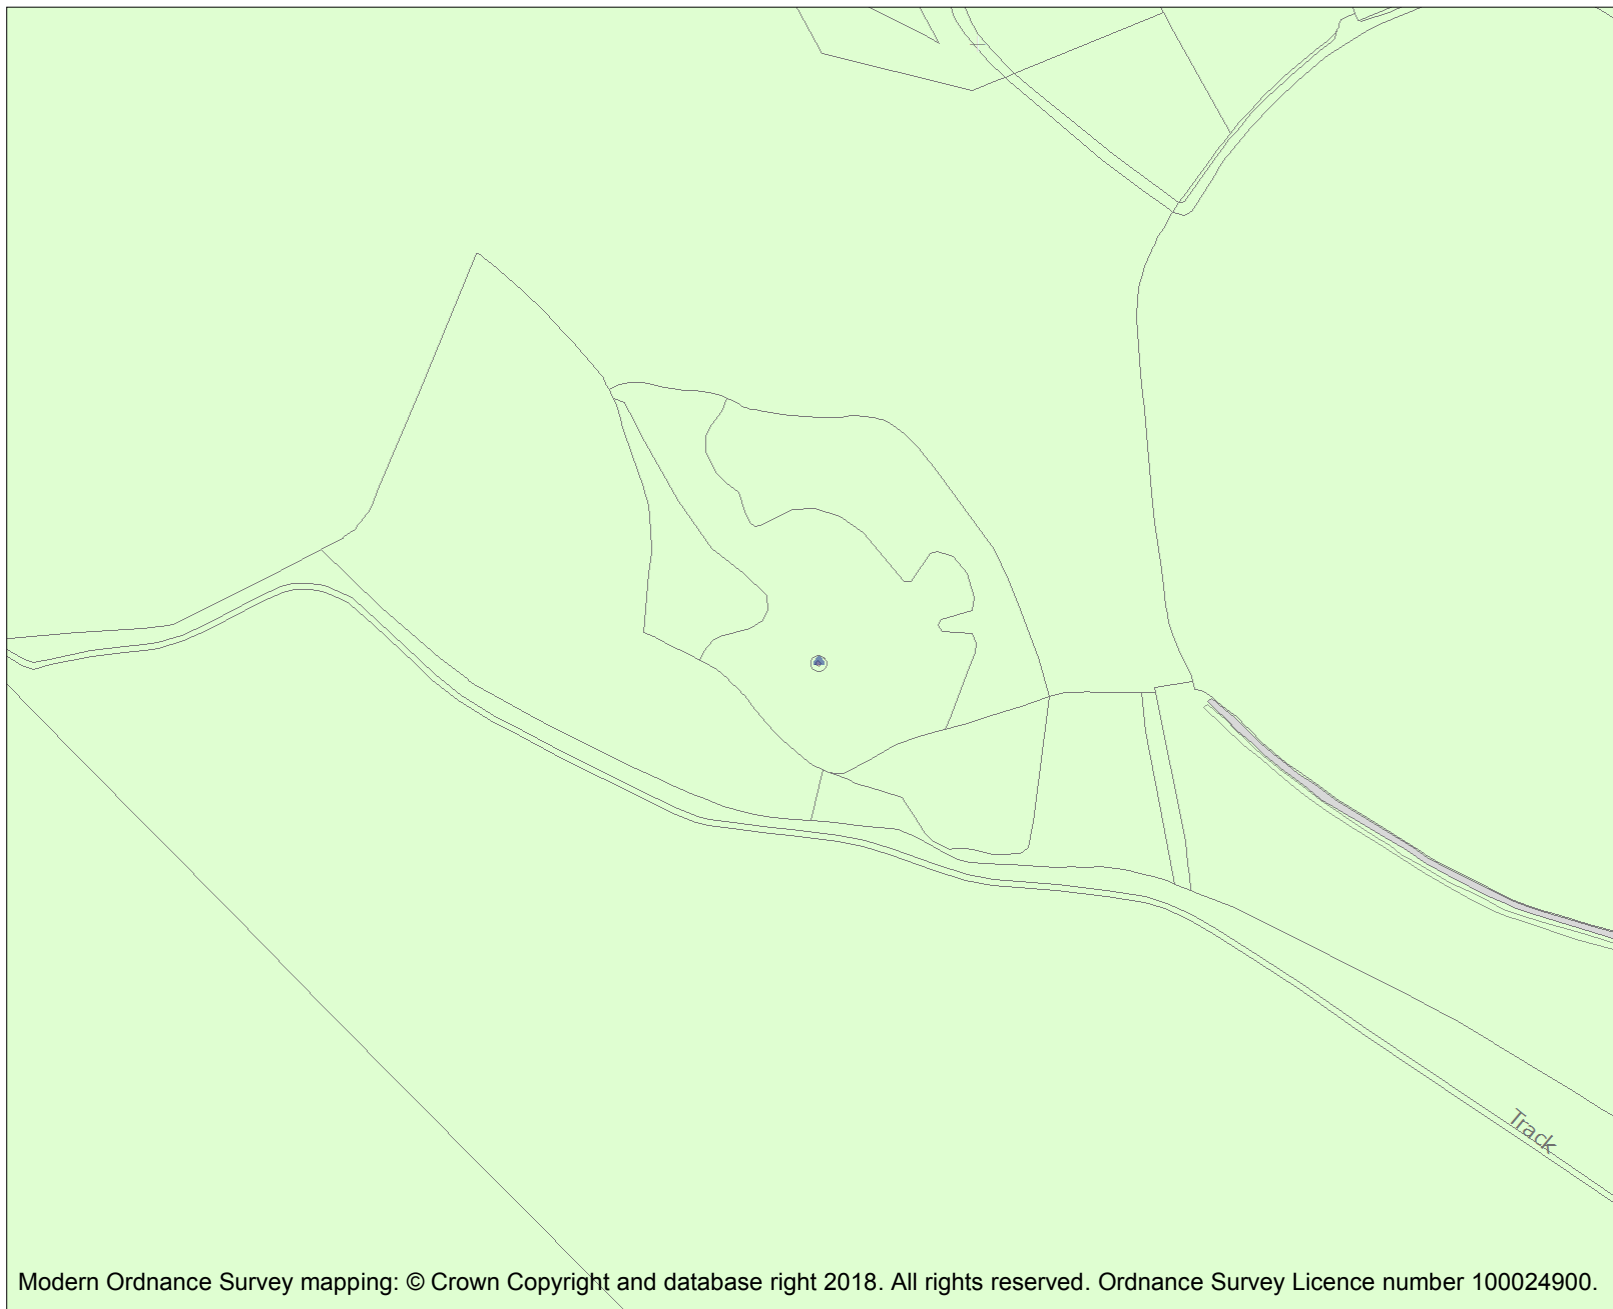 Track
Modern Ordnance Survey mapping: © Crown Copyright and database right 2018. All rights reserved. Ordnance Survey Licence number 100024900.